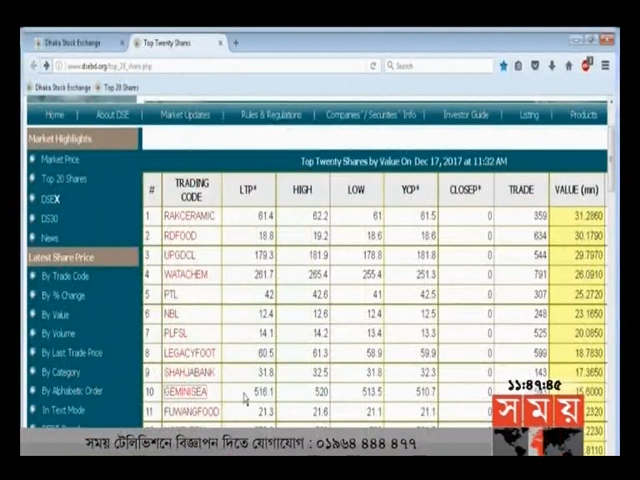 Dhaka Stock Exchange
Top Twenty Shares
www.dsebd.org/top_20_share.php
Search
Dhaka Stock Exchange Top 20 Shares
Home | About DSE | Market Updates | Rules & Regulations | Companies'/Securities' Info | Investor Guide | Listing | Products
Market Highlights
Market Price
Top 20 Shares
DSEX
DS30
News
Latest Share Price
By Trade Code
By % Change
By Value
By Volume
By Last Trade Price
By Category
By Alphabetic Order
In Text Mode
Top Twenty Shares by Value On Dec 17, 2017 at 11:32 AM
# TRADING CODE LTP* HIGH LOW YCP* CLOSEP* TRADE VALUE (mn)
1 RAKCERAMIC 61.4 62.2 61 61.5 0 359 31.2860
2 RDFOOD 18.8 19.2 18.6 18.6 0 634 30.1790
3 UPGDCL 179.3 181.9 178.8 181.8 0 544 29.7970
4 WATACHEM 261.7 265.4 255.4 251.3 0 791 26.0910
5 PTL 42 42.6 41 42.5 0 307 25.2720
6 NBL 12.4 12.6 12.4 12.5 0 248 23.1650
7 PLFSL 14.1 14.2 13.4 13.3 0 525 20.0850
8 LEGACYFOOT 60.5 61.3 58.9 59.9 0 599 18.7830
9 SHAHJABANK 31.8 32.5 31.8 32.3 0 143 17.3650
10 GEMINISEA 516.1 520 513.5 510.7 0
11 FUWANGFOOD 21.3 21.6 21.1 21.2 0
১১:৪৭:৪৫
সময়
সময় টেলিভিশনে বিজ্ঞাপন দিতে যোগাযোগ : ০১৯৬৪ ৪৪৪ ৪৭৭